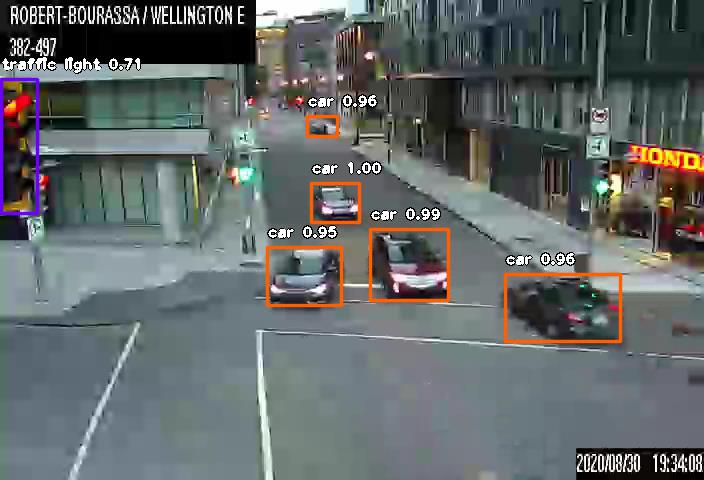 ROBERT-BOURASSA / WELLINGTON E
382-497
traffic light 0.71
car 0.96
car 1.00
car 0.99
car 0.95
car 0.96
HONDA
2020/08/30 19:34:08